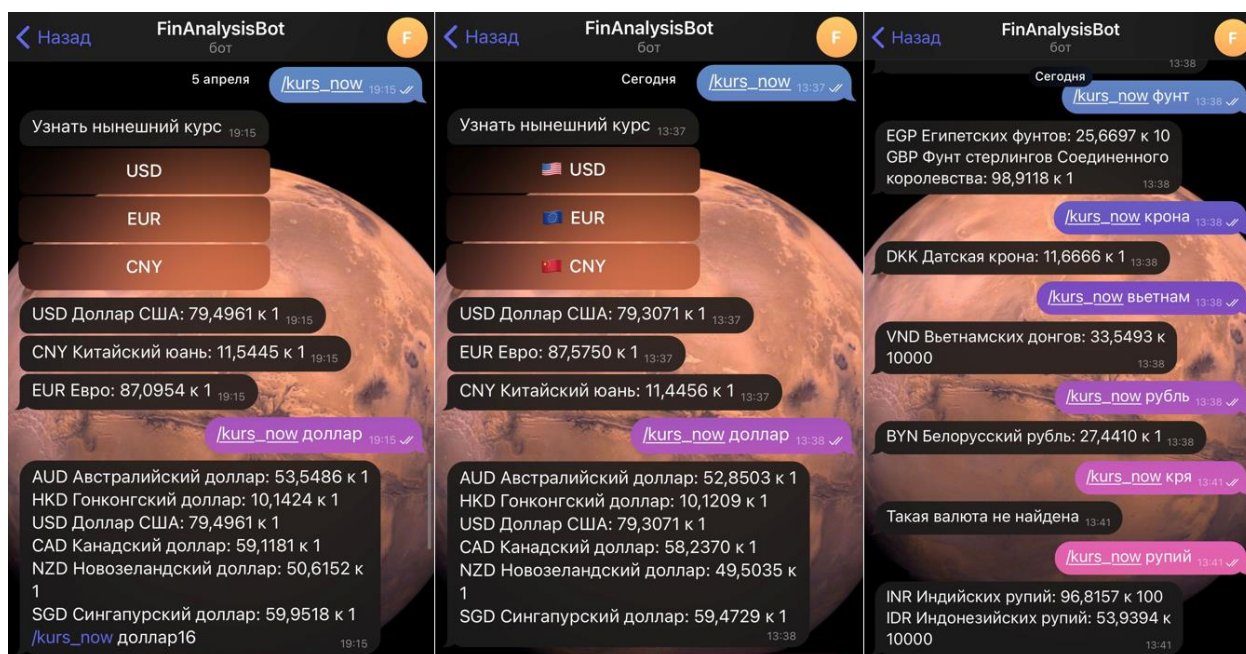 Назад
FinAnalysisBot
бот
F
5 апреля
/kurs_now 19:15
Узнать нынешний курс 19:15
USD
EUR
CNY
USD Доллар США: 79,4961 к 1 19:15
CNY Китайский юань: 11,5445 к 1 19:15
EUR Евро: 87,0954 к 1 19:15
/kurs_now доллар 19:15
AUD Австралийский доллар: 53,5486 к 1
HKD Гонконгский доллар: 10,1424 к 1
USD Доллар США: 79,4961 к 1
CAD Канадский доллар: 59,1181 к 1
NZD Новозеландский доллар: 50,6152 к
1
SGD Сингапурский доллар: 59,9518 к 1
/kurs_now доллар16 19:15
Назад
FinAnalysisBot
бот
F
Сегодня
/kurs_now 13:37
Узнать нынешний курс 13:37
🇺🇸 USD
🇪🇺 EUR
🇨🇳 CNY
USD Доллар США: 79,3071 к 1 13:37
EUR Евро: 87,5750 к 1 13:37
CNY Китайский юань: 11,4456 к 1 13:37
/kurs_now доллар 13:38
AUD Австралийский доллар: 52,8503 к 1
HKD Гонконгский доллар: 10,1209 к 1
USD Доллар США: 79,3071 к 1
CAD Канадский доллар: 58,2370 к 1
NZD Новозеландский доллар: 49,5035 к
1
SGD Сингапурский доллар: 59,4729 к 1
13:38
Назад
FinAnalysisBot
бот
F
13:38
Сегодня
/kurs_now фунт 13:38
EGP Египетских фунтов: 25,6697 к 10
GBP Фунт стерлингов Соединенного
королевства: 98,9118 к 1 13:38
/kurs_now крона 13:38
DKK Датская крона: 11,6666 к 1 13:38
/kurs_now вьетнам 13:38
VND Вьетнамских донгов: 33,5493 к
10000 13:38
/kurs_now рубль 13:38
BYN Белорусский рубль: 27,4410 к 1 13:38
/kurs_now кря 13:41
Такая валюта не найдена 13:41
/kurs_now рупий 13:41
INR Индийских рупий: 96,8157 к 100
IDR Индонезийских рупий: 53,9394 к
10000 13:41